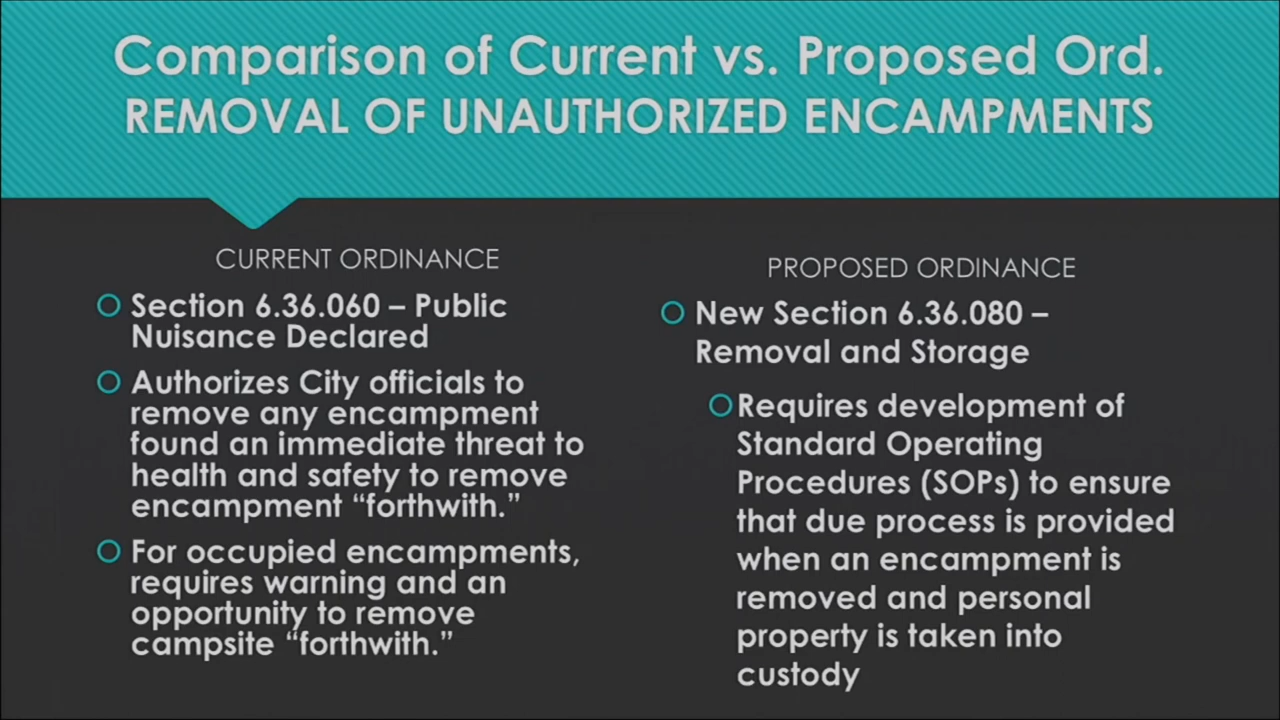 Comparison of Current vs. Proposed Ord.
REMOVAL OF UNAUTHORIZED ENCAMPMENTS
CURRENT ORDINANCE
Section 6.36.060 – Public
Nuisance Declared
Authorizes City officials to
remove any encampment
found an immediate threat to
health and safety to remove
encampment “forthwith.”
For occupied encampments,
requires warning and an
opportunity to remove
campsite “forthwith.”
PROPOSED ORDINANCE
New Section 6.36.080 –
Removal and Storage
Requires development of
Standard Operating
Procedures (SOPs) to ensure
that due process is provided
when an encampment is
removed and personal
property is taken into
custody